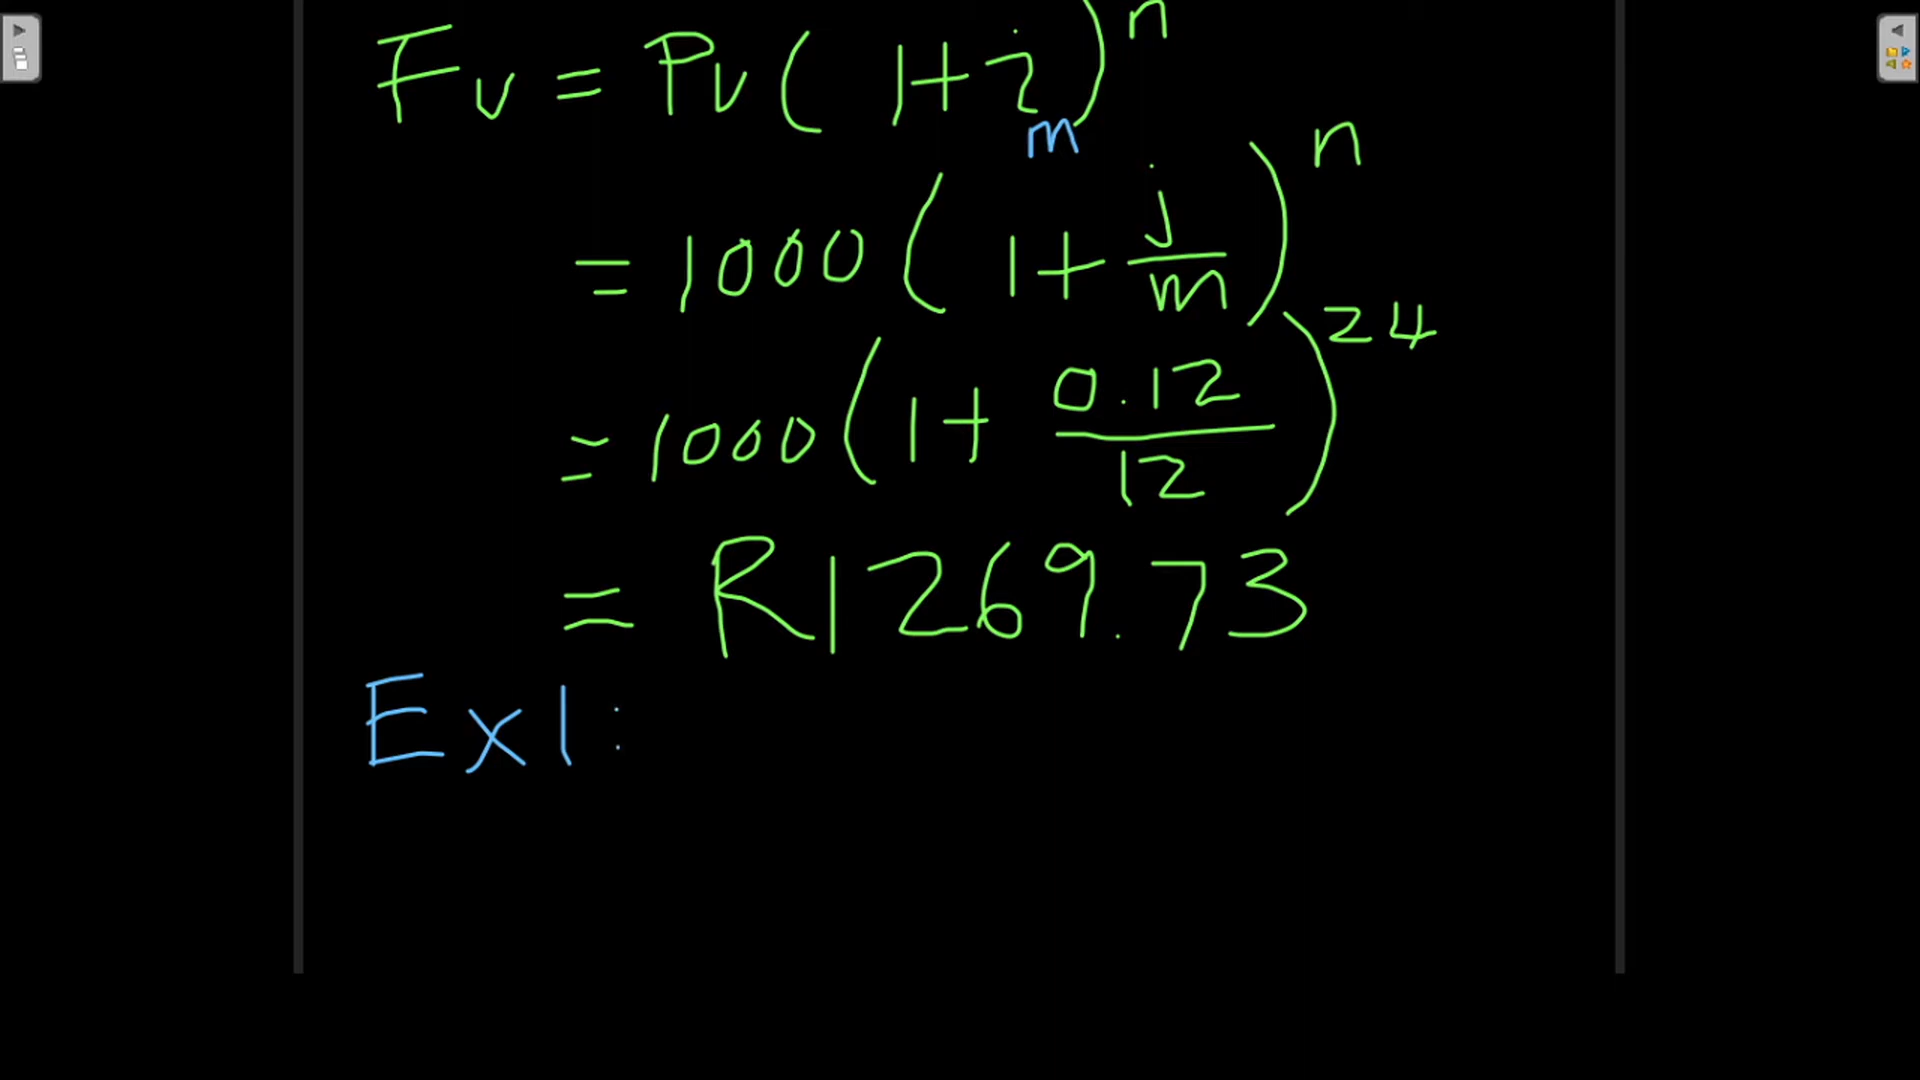 Fv = Pv ( 1 + i )ⁿ
m
= 1000 ( 1 + j/m )ⁿ
= 1000 ( 1 + 0.12/12 )²⁴
= R1269.73
Ex1 :